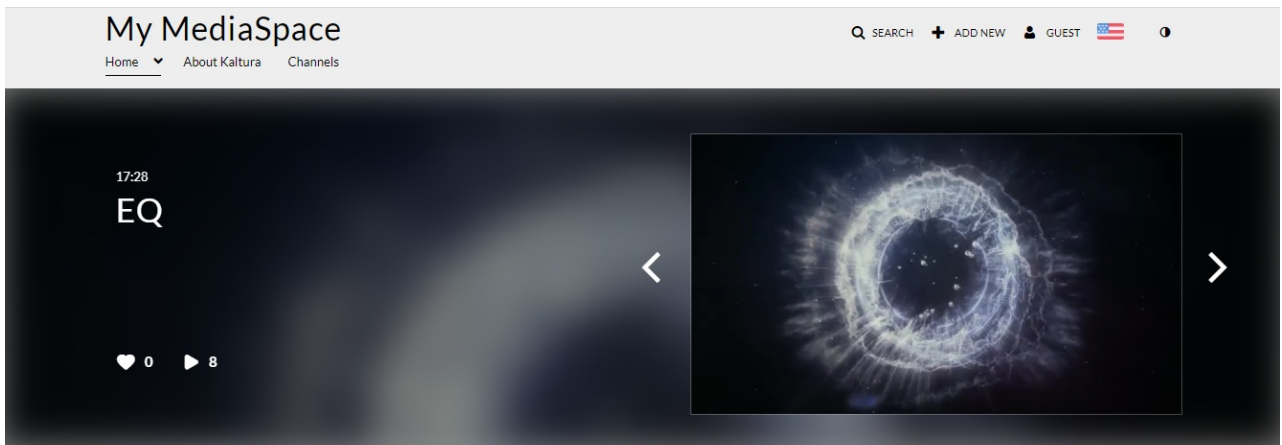 My MediaSpace
SEARCH ADD NEW GUEST
Home About Kaltura Channels
17:28
EQ
0 8